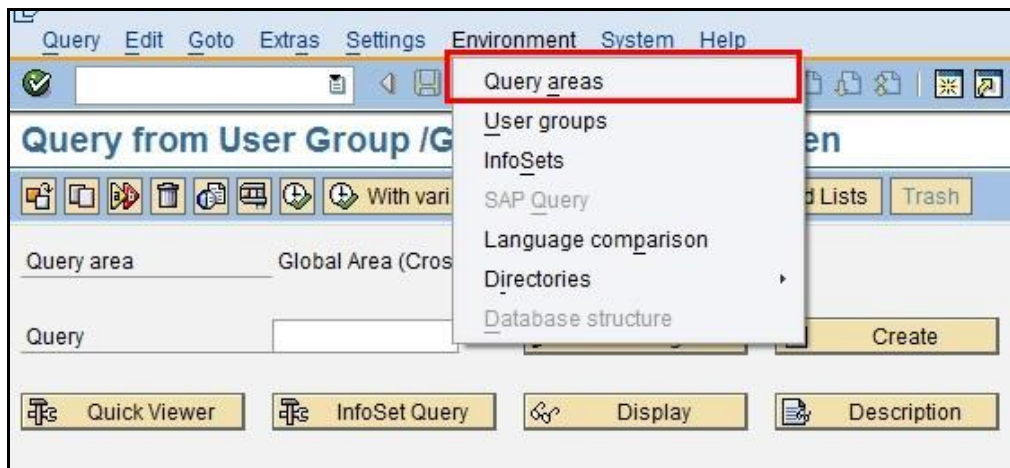 Query Edit Goto Extras Settings Environment System Help
Query areas
Query from User Group /G
en
User groups
InfoSets
With vari
d Lists Trash
SAP Query
Language comparison
Query area Global Area (Cros
Directories
Database structure
Query
Create
Quick Viewer InfoSet Query Display Description